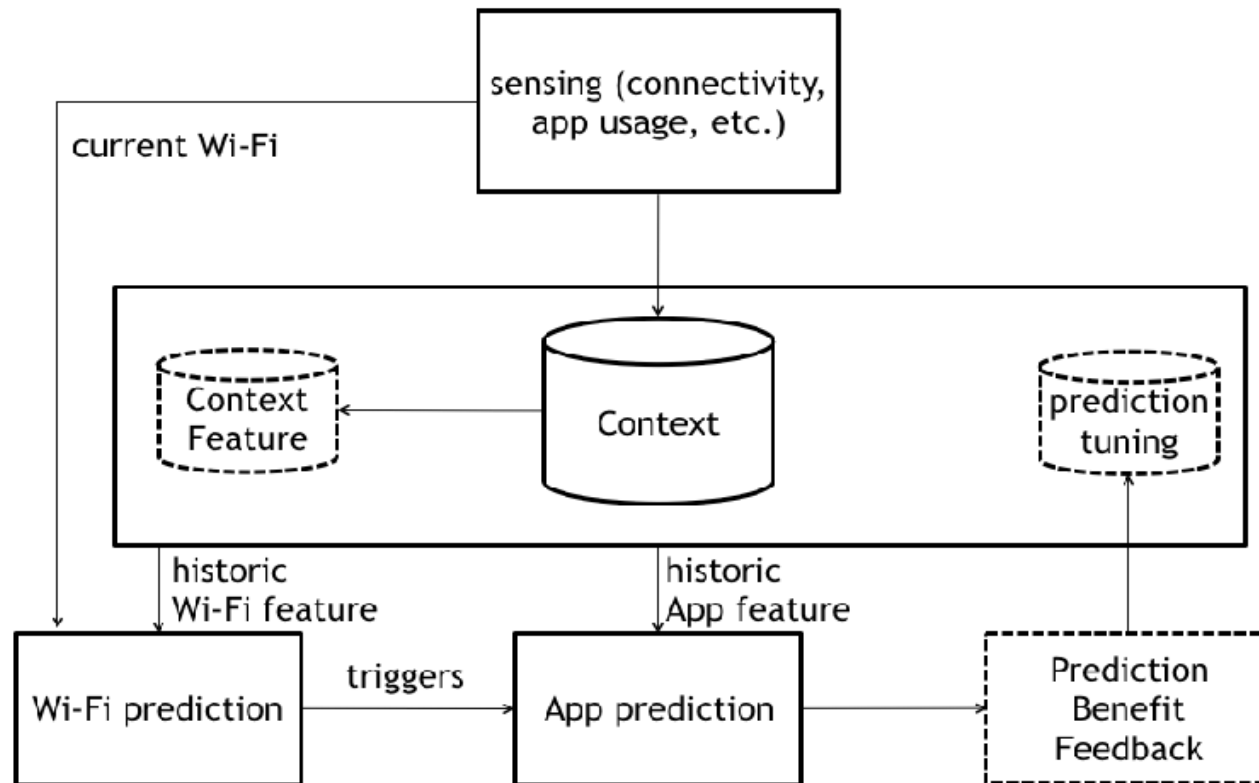 sensing (connectivity,
app usage, etc.)
current Wi-Fi
Context
Feature
Context
prediction
tuning
historic
Wi-Fi feature
historic
App feature
Wi-Fi prediction
triggers
App prediction
Prediction
Benefit
Feedback